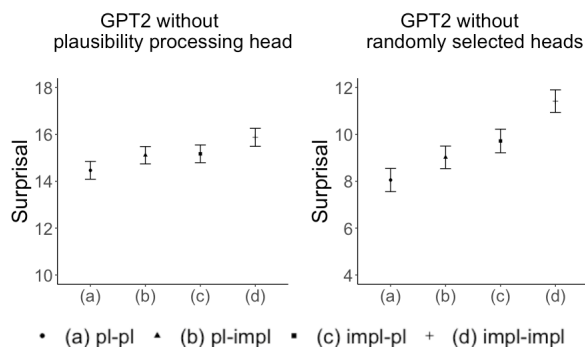 GPT2 without
plausibility processing head
Surprisal
18
16
14
12
10
(a) (b) (c) (d)
GPT2 without
randomly selected heads
Surprisal
12
10
8
6
4
(a) (b) (c) (d)
(a) pl-pl (b) pl-impl (c) impl-pl (d) impl-impl